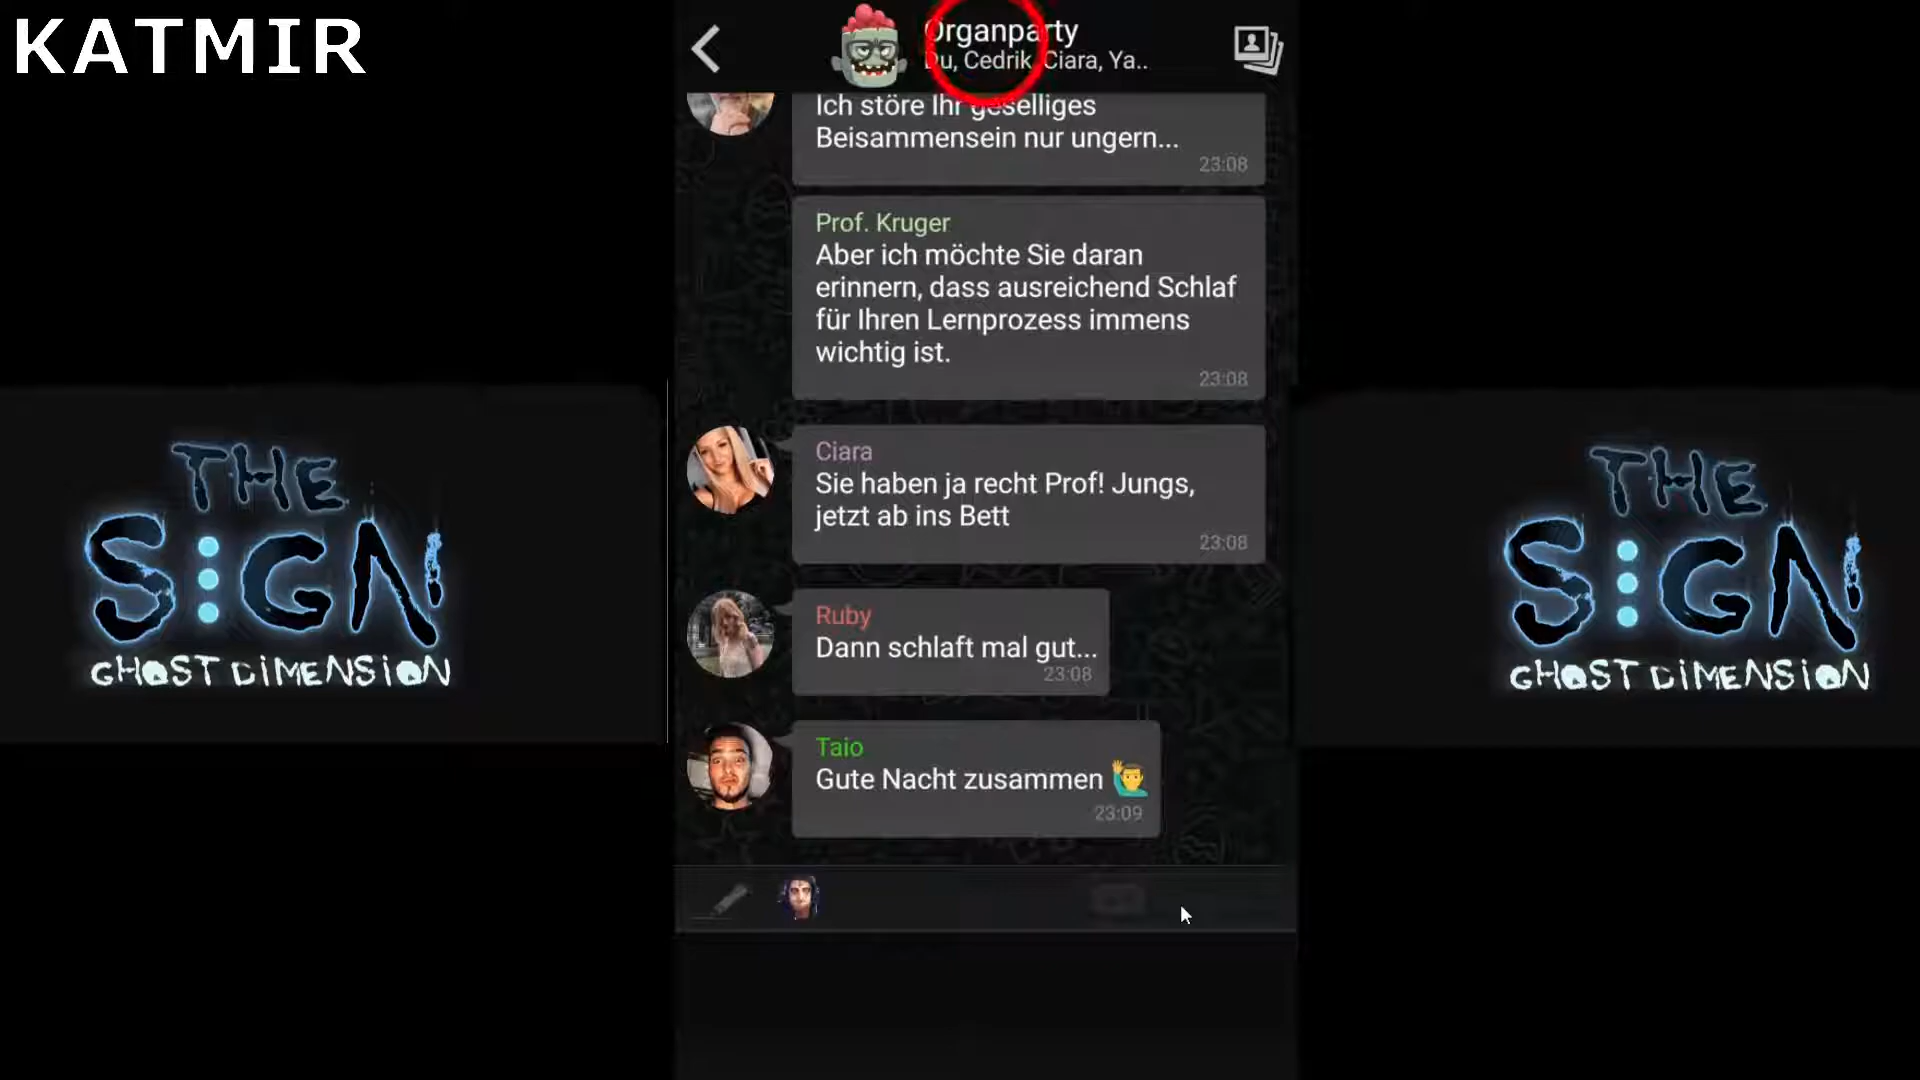 KATMIR
Organparty
Du, Cedrik, Ciara, Ya..
Ich störe Ihr geselliges
Beisammensein nur ungern...
23:08
Prof. Kruger
Aber ich möchte Sie daran
erinnern, dass ausreichend Schlaf
für Ihren Lernprozess immens
wichtig ist.
23:08
Ciara
Sie haben ja recht Prof! Jungs,
jetzt ab ins Bett
23:08
Ruby
Dann schlaft mal gut...
23:08
Taio
Gute Nacht zusammen 🙋‍♂️
23:09
THE
SIGN
GHOST DiMENSiON
THE
SIGN
GHOST DiMENSiON